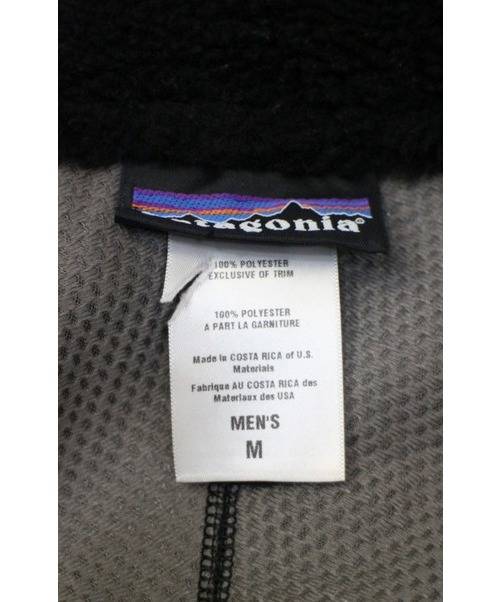 patagonia®
100% POLYESTER
EXCLUSIVE OF TRIM
100% POLYESTER
A PART LA GARNITURE
Made in COSTA RICA of U.S.
Materials
Fabrique AU COSTA RICA des
Materiaux des USA
MEN'S
M